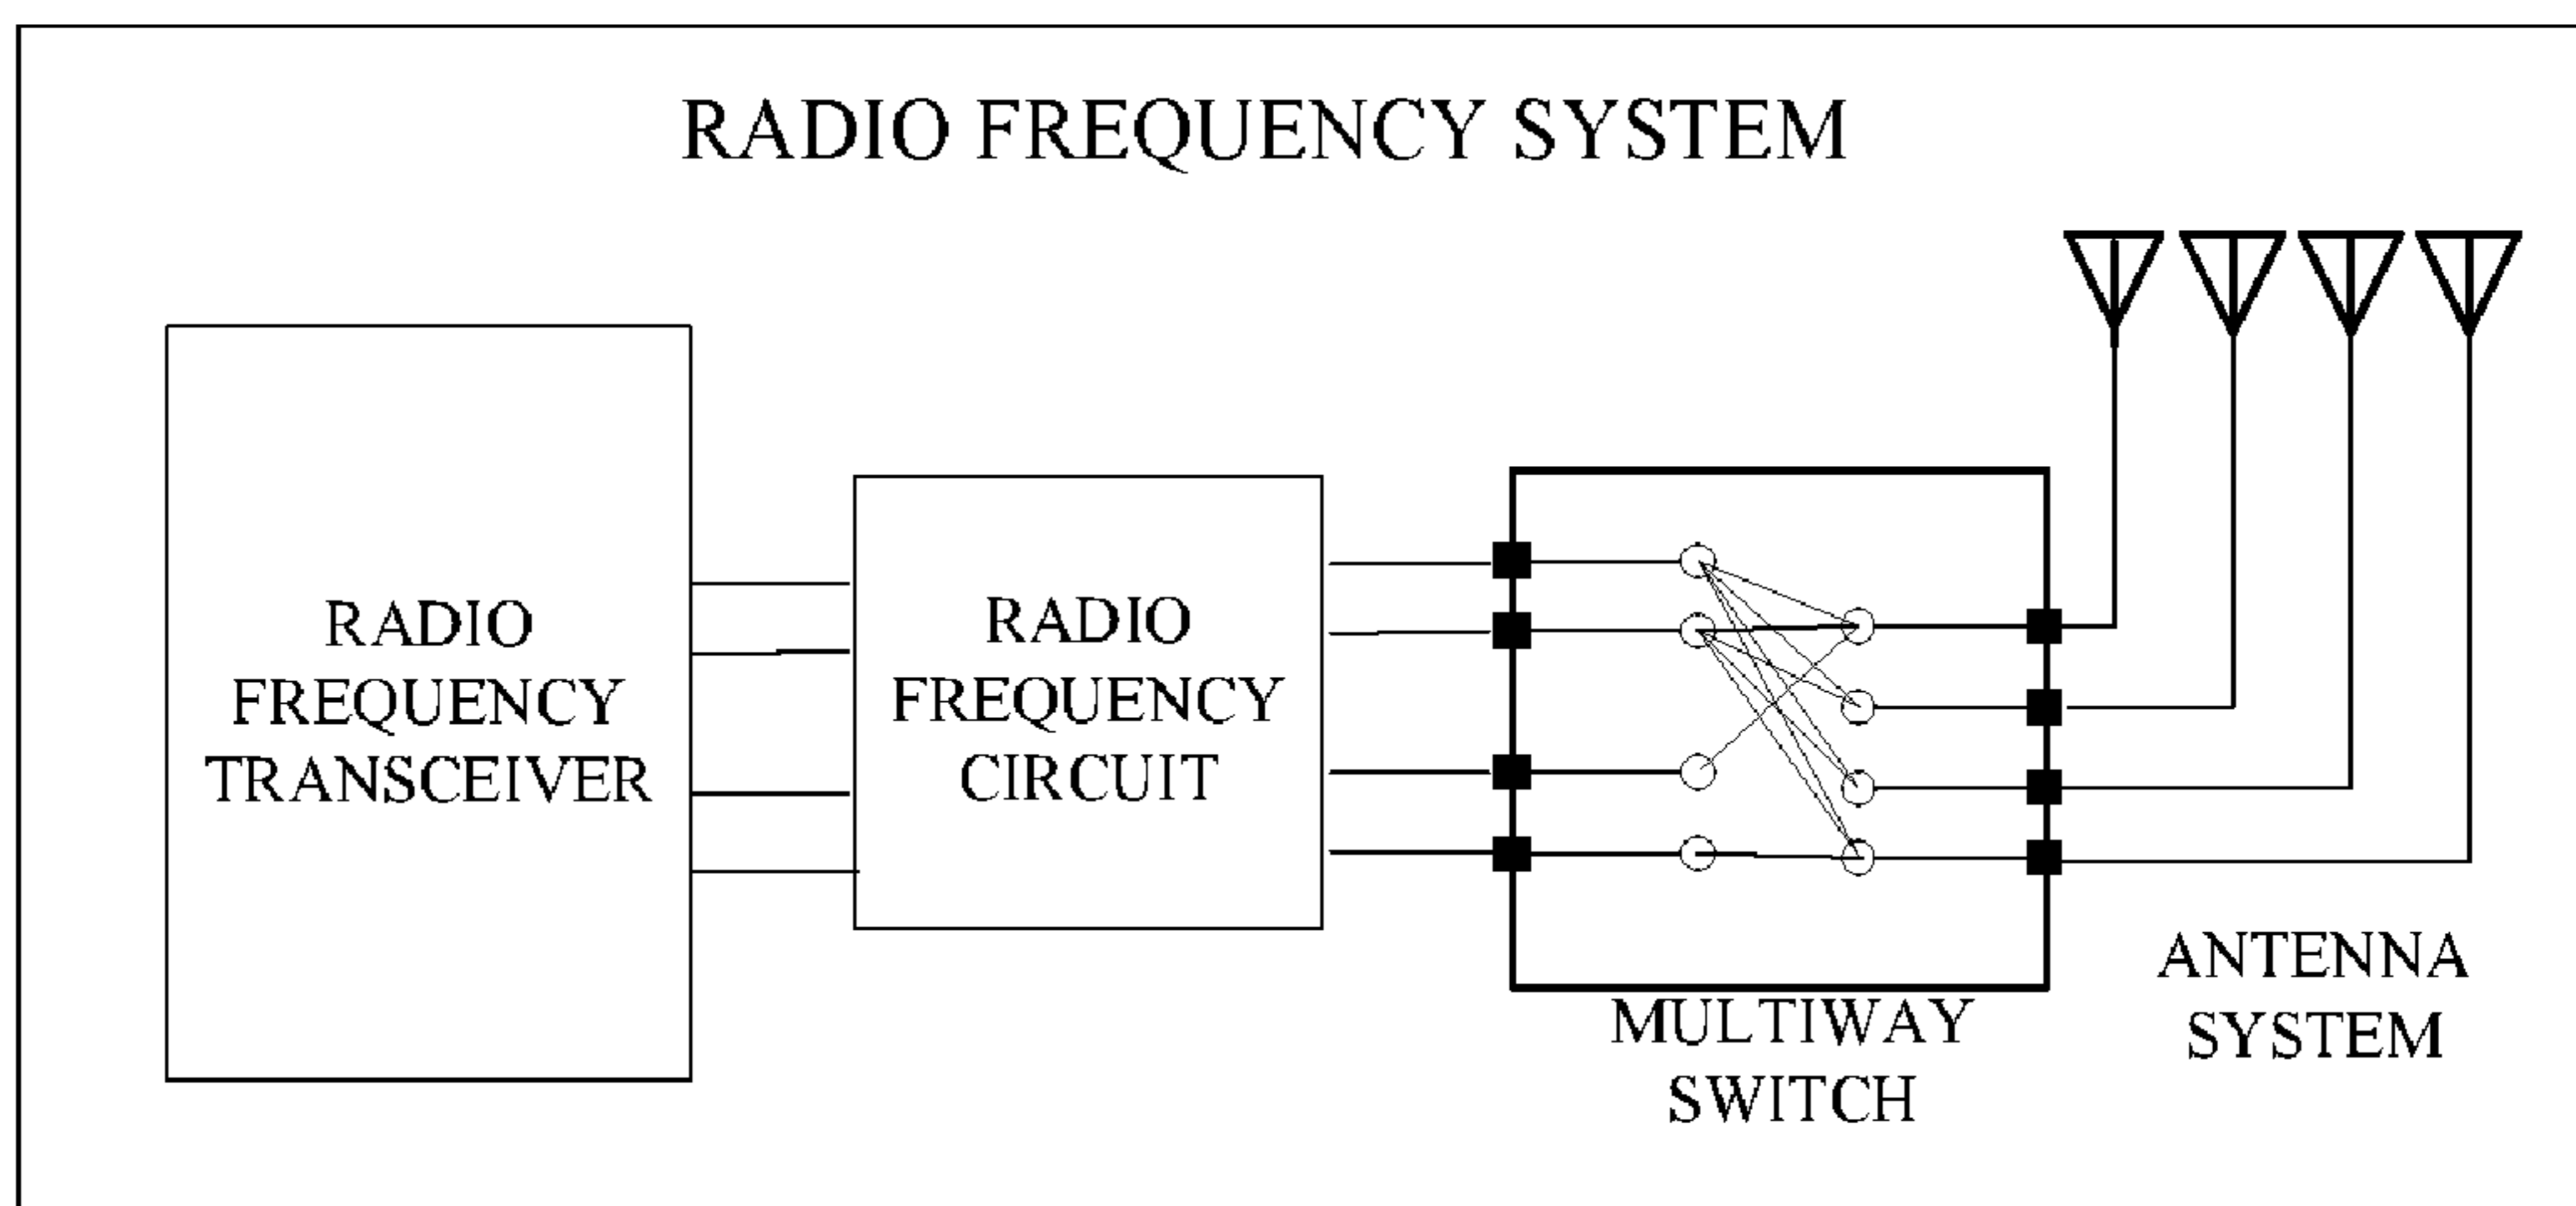 RADIO FREQUENCY SYSTEM
RADIO
FREQUENCY
TRANSCEIVER
RADIO
FREQUENCY
CIRCUIT
MULTIWAY
SWITCH
ANTENNA
SYSTEM